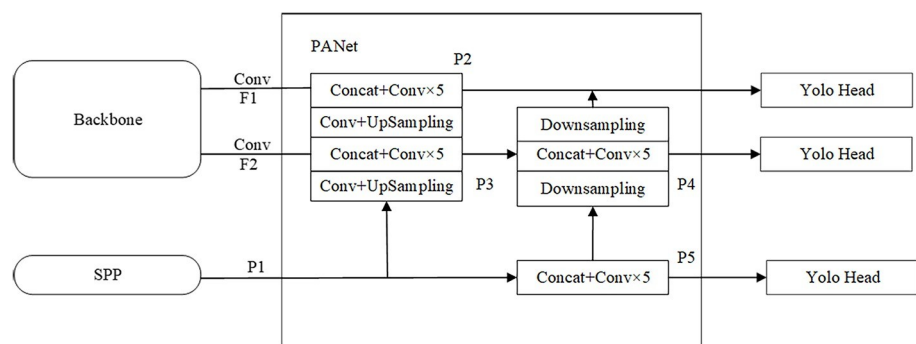 PANet
P2
Conv
F1
Concat+Conv×5
Yolo Head
Backbone
Conv+UpSampling
Downsampling
Conv
F2
Concat+Conv×5
Concat+Conv×5
Yolo Head
Conv+UpSampling
P3
Downsampling
P4
SPP
P1
Concat+Conv×5
P5
Yolo Head